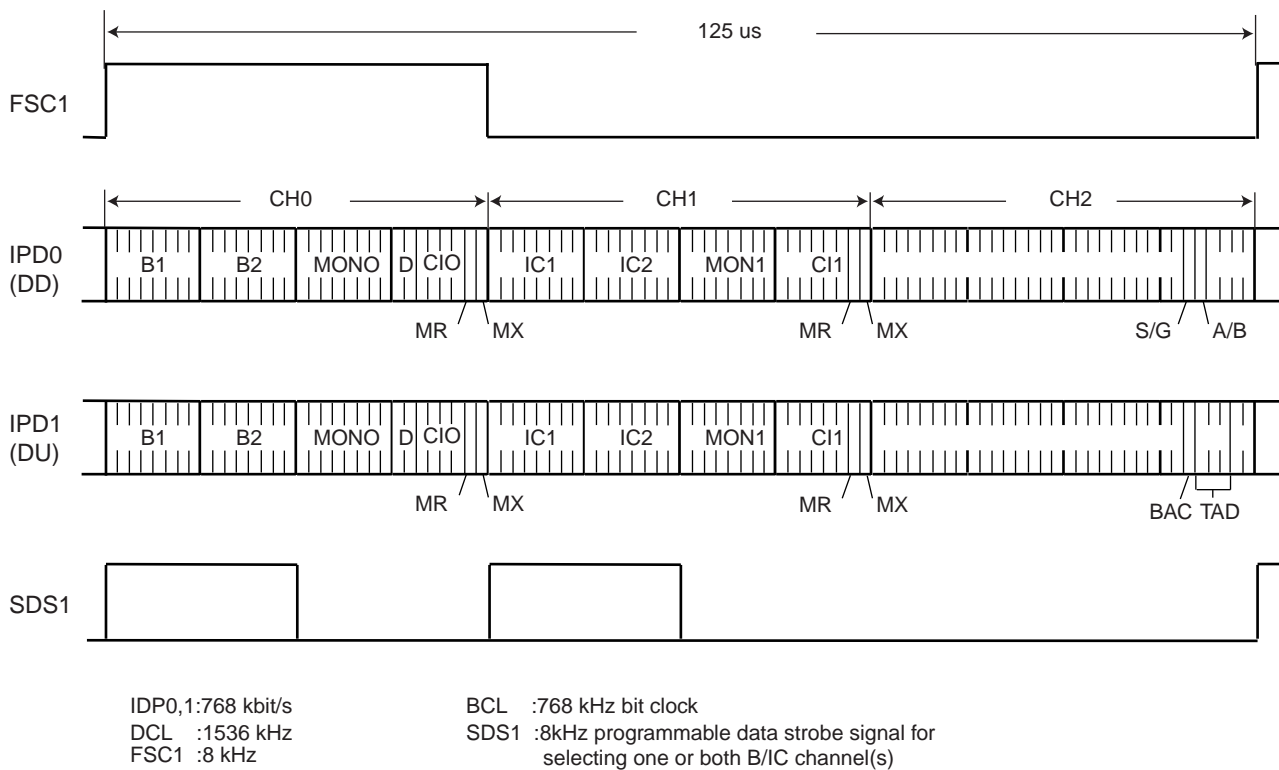 125 us
FSC1
CH0 CH1 CH2
IPD0
(DD)
B1 B2 MONO D CIO IC1 IC2 MON1 CI1
MR MX MR MX S/G A/B
IPD1
(DU)
B1 B2 MONO D CIO IC1 IC2 MON1 CI1
MR MX MR MX BAC TAD
SDS1
IDP0,1:768 kbit/s
DCL :1536 kHz
FSC1 :8 kHz
BCL :768 kHz bit clock
SDS1 :8kHz programmable data strobe signal for
selecting one or both B/IC channel(s)